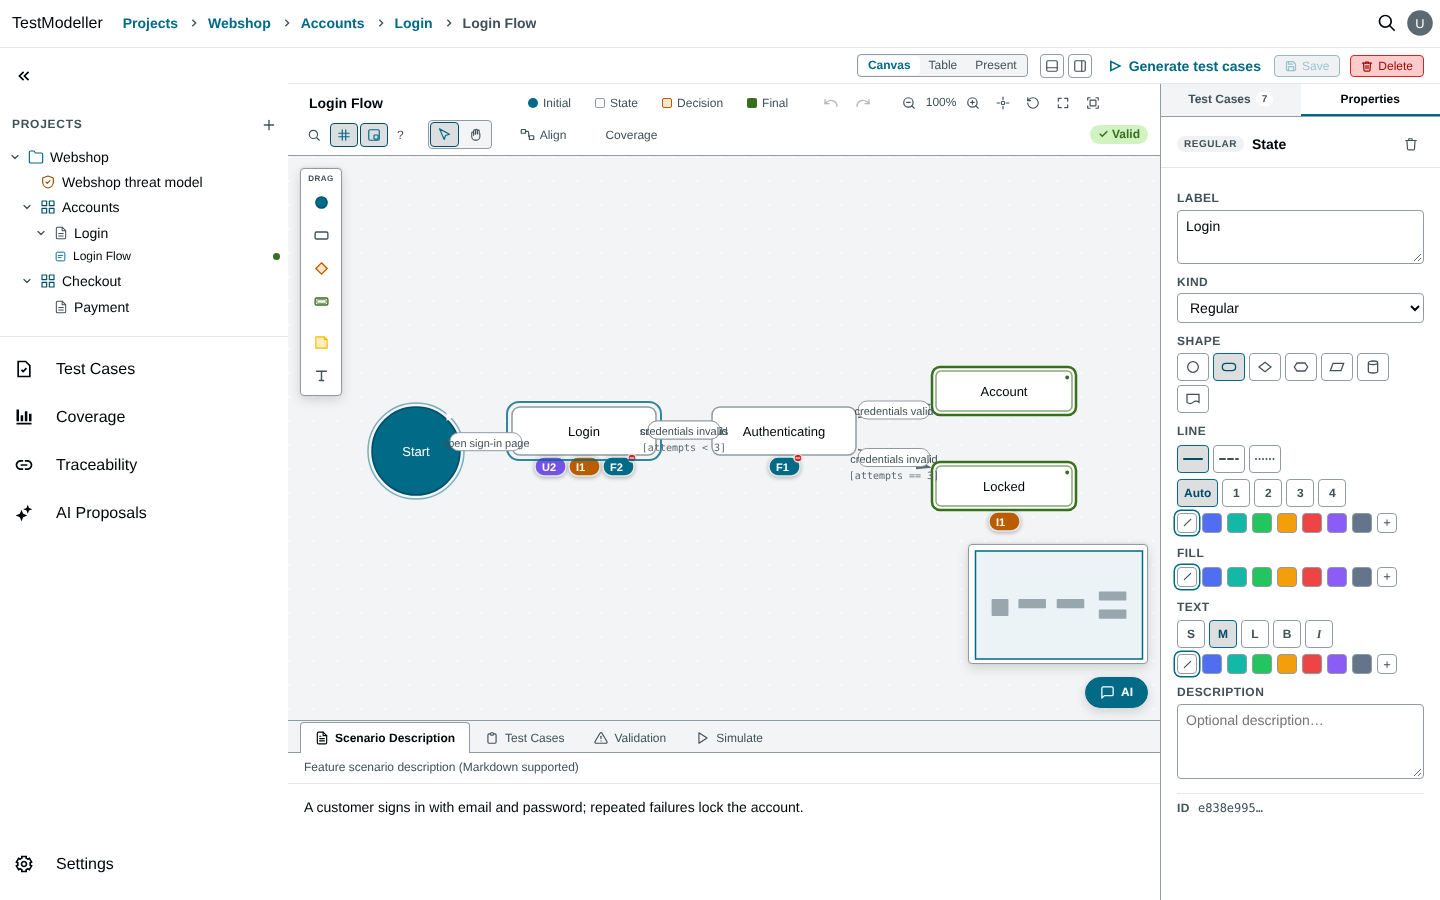 TestModeller
Projects
Webshop
Accounts
Login
Login Flow
U
Canvas
Table
Present
Generate test cases
Save
Delete
PROJECTS
Webshop
Webshop threat model
Accounts
Login
Login Flow
Checkout
Payment
Test Cases
Coverage
Traceability
AI Proposals
Settings
Login Flow
Initial
State
Decision
Final
100%
?
Align
Coverage
Valid
DRAG
Start
open sign-in page
Login
U2
I1
F2
credentials invalid
[attempts < 3]
Authenticating
F1
credentials valid
Account
credentials invalid
[attempts == 3]
Locked
I1
AI
Scenario Description
Test Cases
Validation
Simulate
Feature scenario description (Markdown supported)
A customer signs in with email and password; repeated failures lock the account.
Test Cases 7
Properties
REGULAR
State
LABEL
Login
KIND
Regular
SHAPE
LINE
Auto
1
2
3
4
+
FILL
+
TEXT
S
M
L
B
I
+
DESCRIPTION
Optional description…
ID e838e995…